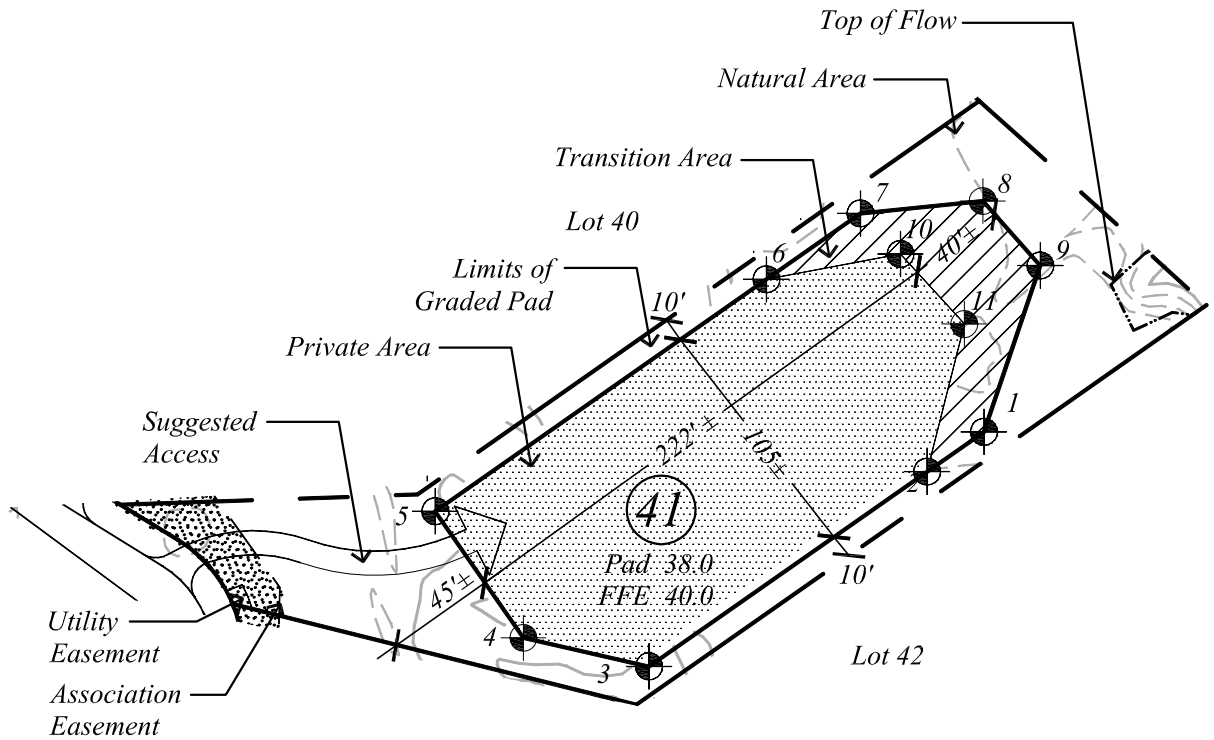 Top of Flow
Natural Area
Transition Area
Lot 40
Limits of
Graded Pad
Private Area
Suggested
Access
Utility
Easement
Association
Easement
7
8
6
10
40'±
9
10'
11
1
222' ±
105±
2
5
41
Pad 38.0
FFE 40.0
45'±
10'
4
3
Lot 42